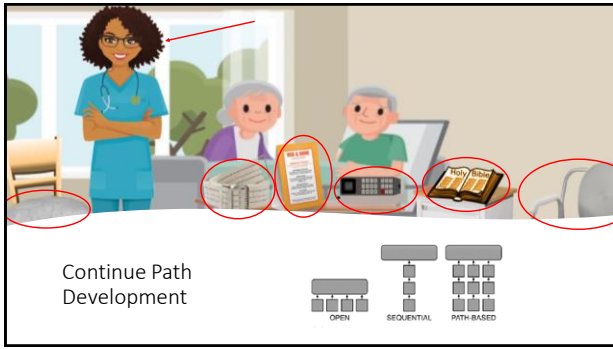 Holy Bible
Continue Path
Development
OPEN
SEQUENTIAL
PATH-BASED